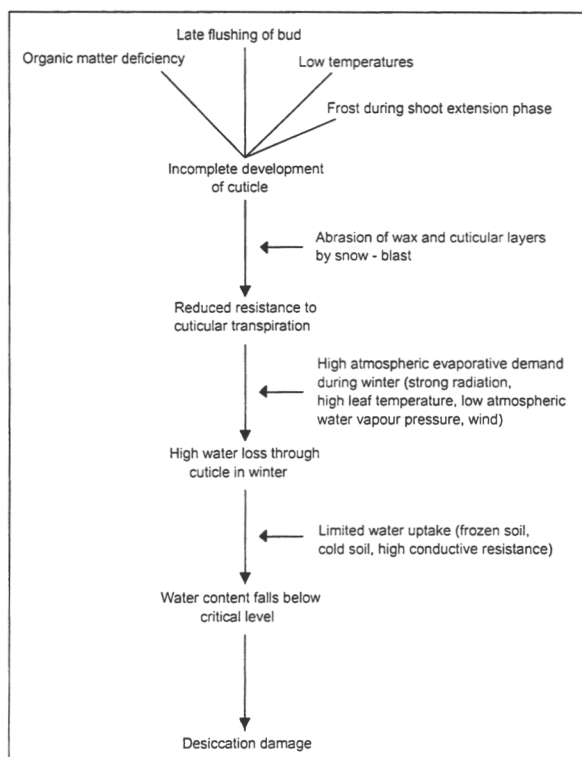 Late flushing of bud
Organic matter deficiency
Low temperatures
Frost during shoot extension phase
Incomplete development
of cuticle
Abrasion of wax and cuticular layers
by snow - blast
Reduced resistance to
cuticular transpiration
High atmospheric evaporative demand
during winter (strong radiation,
high leaf temperature, low atmospheric
water vapour pressure, wind)
High water loss through
cuticle in winter
Limited water uptake (frozen soil,
cold soil, high conductive resistance)
Water content falls below
critical level
Desiccation damage